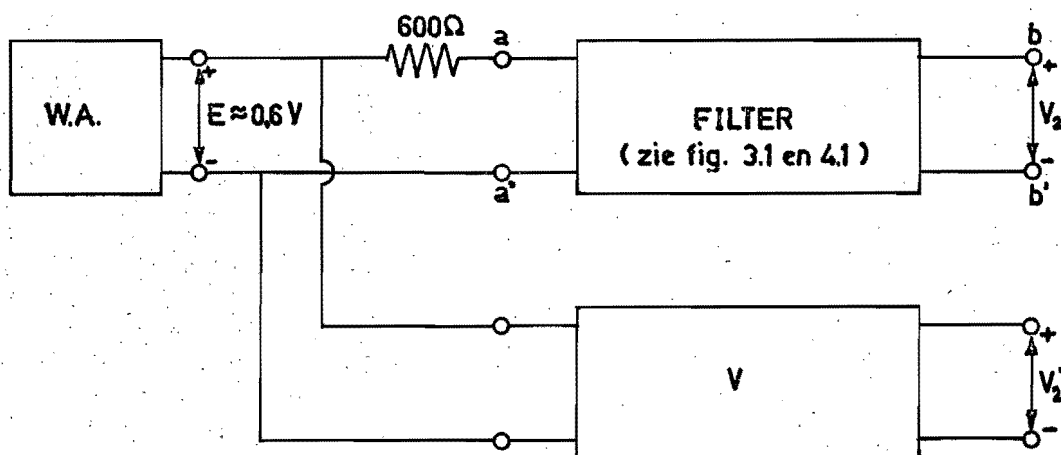 600Ω
a
b
+
+
W.A.
E≈0,6 V
FILTER
(zie fig. 3.1 en 4.1)
V₂
-
-
a'
b'
+
V
V₂'
-